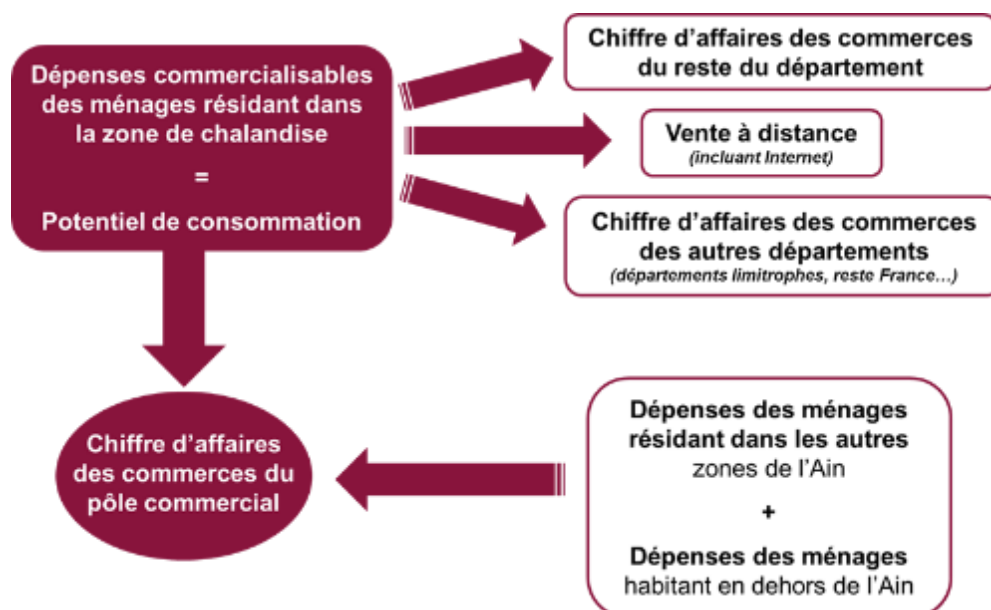 Dépenses commercialisables
des ménages résidant dans
la zone de chalandise
=
Potentiel de consommation
Chiffre d’affaires des commerces
du reste du département
Vente à distance
(incluant Internet)
Chiffre d’affaires des commerces
des autres départements
(départements limitrophes, reste France…)
Chiffre d’affaires
des commerces du
pôle commercial
Dépenses des ménages
résidant dans les autres
zones de l’Ain
+
Dépenses des ménages
habitant en dehors de l’Ain